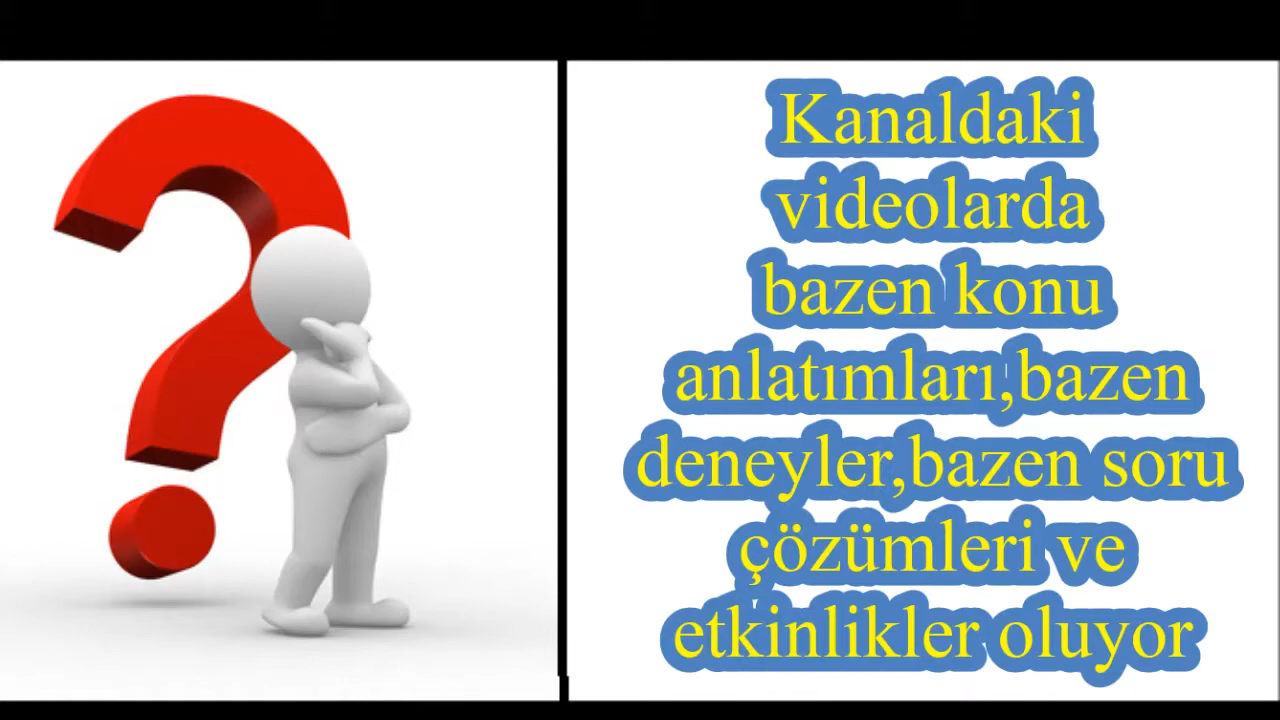 Kanaldaki
videolarda
bazen konu
anlatımları,bazen
deneyler,bazen soru
çözümleri ve
etkinlikler oluyor